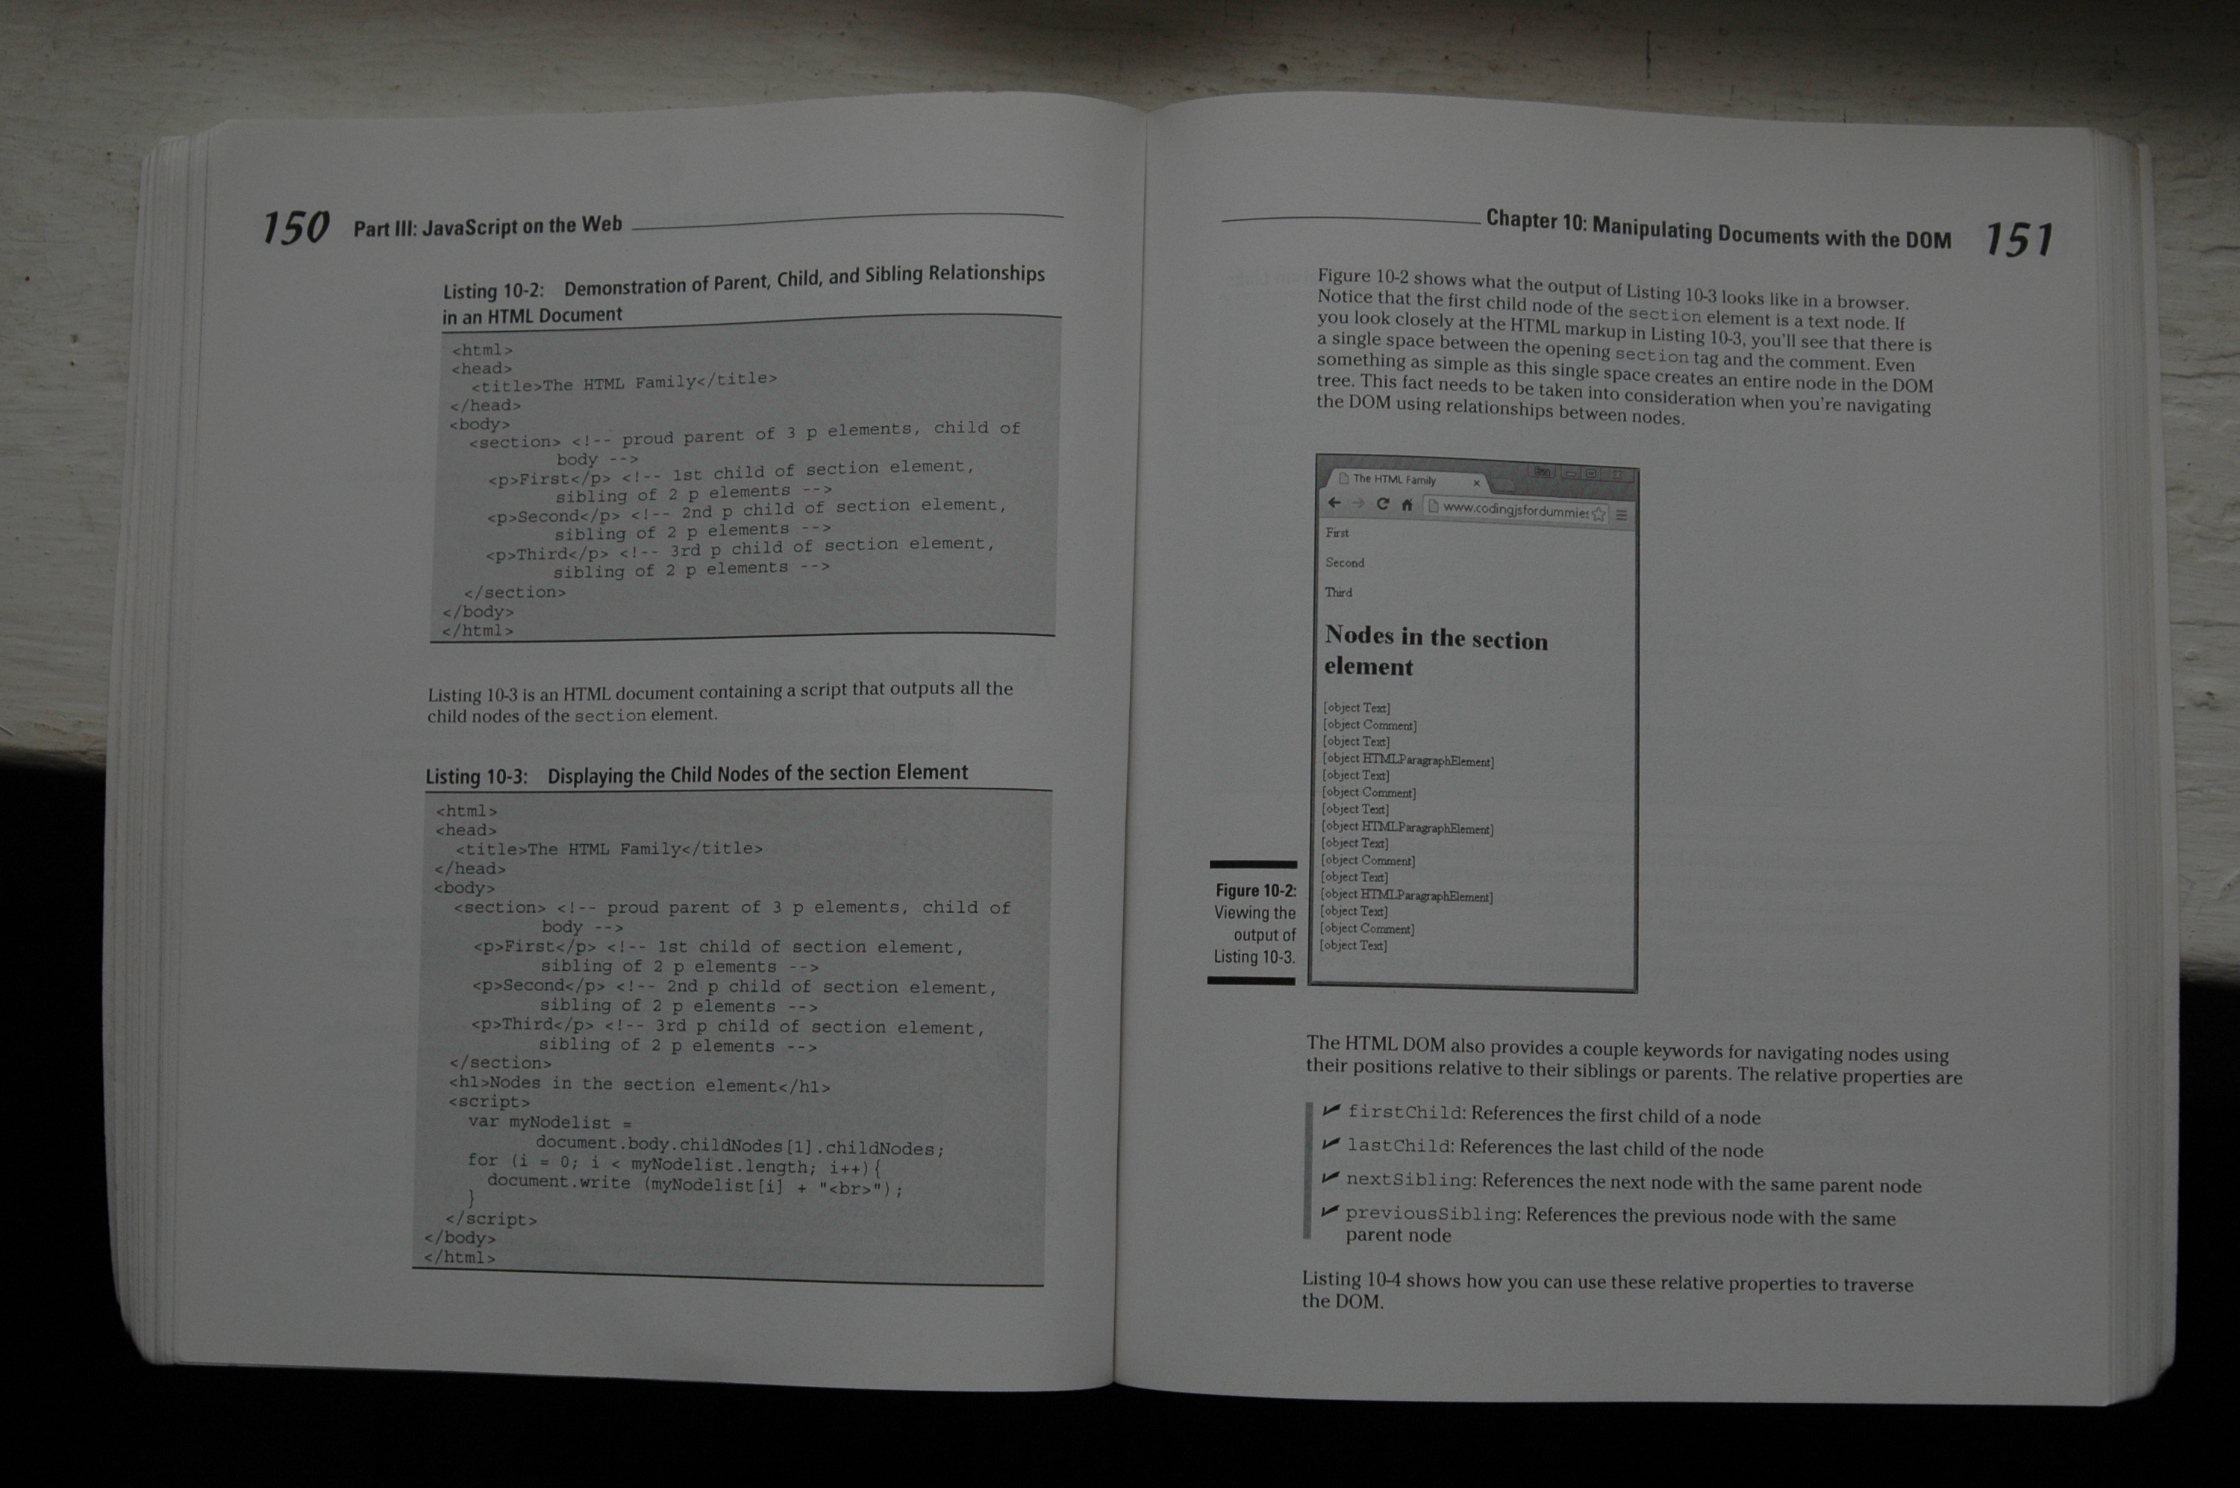 150 Part III: JavaScript on the Web
Listing 10-2: Demonstration of Parent, Child, and Sibling Relationships
in an HTML Document
<html>
<head>
<title>The HTML Family</title>
</head>
<body>
<section> <!-- proud parent of 3 p elements, child of
body -->
<p>First</p> <!-- 1st child of section element,
sibling of 2 p elements -->
<p>Second</p> <!-- 2nd p child of section element,
sibling of 2 p elements -->
<p>Third</p> <!-- 3rd p child of section element,
sibling of 2 p elements -->
</section>
</body>
</html>
Listing 10-3 is an HTML document containing a script that outputs all the
child nodes of the section element.
Listing 10-3: Displaying the Child Nodes of the section Element
<html>
<head>
<title>The HTML Family</title>
</head>
<body>
<section> <!-- proud parent of 3 p elements, child of
body -->
<p>First</p> <!-- 1st child of section element,
sibling of 2 p elements -->
<p>Second</p> <!-- 2nd p child of section element,
sibling of 2 p elements -->
<p>Third</p> <!-- 3rd p child of section element,
sibling of 2 p elements -->
</section>
<h1>Nodes in the section element</h1>
<script>
var myNodelist =
document.body.childNodes[1].childNodes;
for (i = 0; i < myNodelist.length; i++){
document.write (myNodelist[i] + "<br>");
}
</script>
</body>
</html>
Chapter 10: Manipulating Documents with the DOM 151
Figure 10-2 shows what the output of Listing 10-3 looks like in a browser.
Notice that the first child node of the section element is a text node. If
you look closely at the HTML markup in Listing 10-3, you'll see that there is
a single space between the opening section tag and the comment. Even
something as simple as this single space creates an entire node in the DOM
tree. This fact needs to be taken into consideration when you're navigating
the DOM using relationships between nodes.
The HTML Family
www.codingjsfordummies
First
Second
Third
Nodes in the section
element
[object Text]
[object Comment]
[object Text]
[object HTMLParagraphElement]
[object Text]
[object Comment]
[object Text]
[object HTMLParagraphElement]
[object Text]
[object Comment]
[object Text]
[object HTMLParagraphElement]
[object Text]
[object Comment]
[object Text]
Figure 10-2:
Viewing the
output of
Listing 10-3.
The HTML DOM also provides a couple keywords for navigating nodes using
their positions relative to their siblings or parents. The relative properties are
✓ firstChild: References the first child of a node
✓ lastChild: References the last child of the node
✓ nextSibling: References the next node with the same parent node
✓ previousSibling: References the previous node with the same
parent node
Listing 10-4 shows how you can use these relative properties to traverse
the DOM.